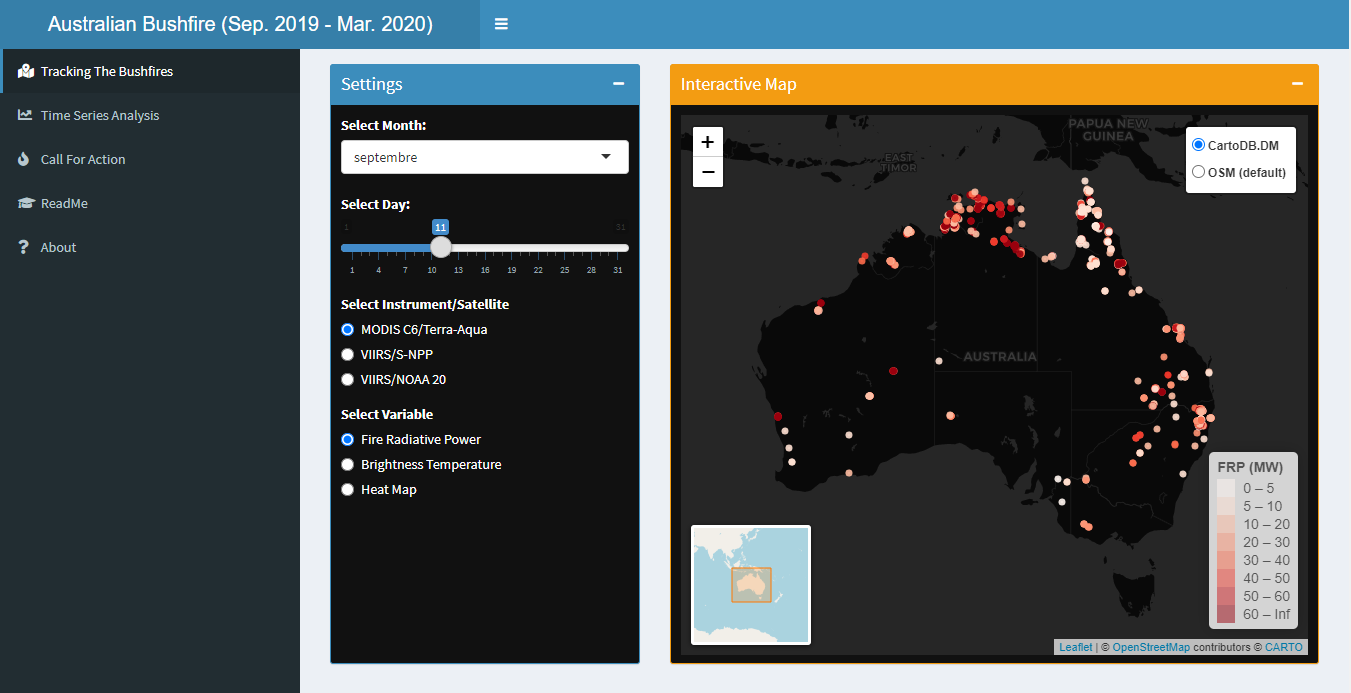 Australian Bushfire (Sep. 2019 - Mar. 2020)
Tracking The Bushfires
Time Series Analysis
Call For Action
ReadMe
About
Settings
Select Month:
septembre
Select Day:
1 31
11
1 4 7 10 13 16 19 22 25 28 31
Select Instrument/Satellite
MODIS C6/Terra-Aqua
VIIRS/S-NPP
VIIRS/NOAA 20
Select Variable
Fire Radiative Power
Brightness Temperature
Heat Map
Interactive Map
+
−
PAPUA NEW
GUINEA
EAST
TIMOR
CartoDB.DM
OSM (default)
AUSTRALIA
FRP (MW)
0 – 5
5 – 10
10 – 20
20 – 30
30 – 40
40 – 50
50 – 60
60 – Inf
Leaflet | © OpenStreetMap contributors © CARTO